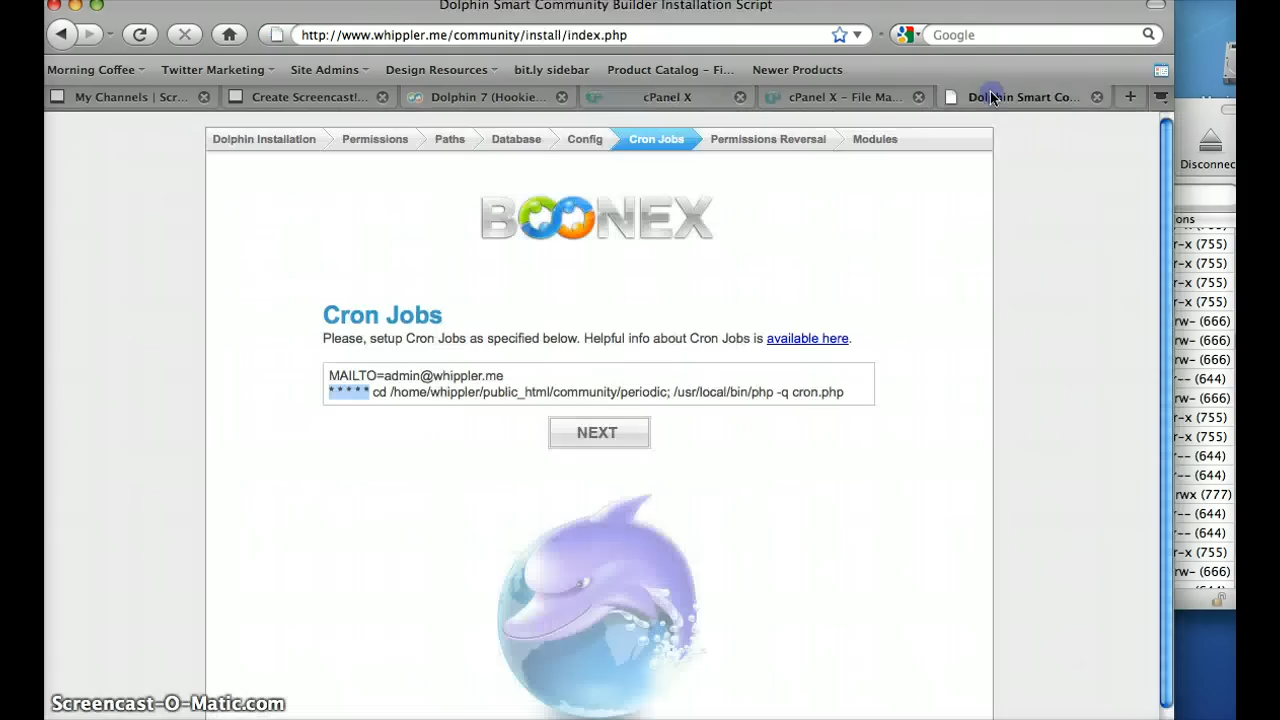 Dolphin Smart Community Builder Installation Script
http://www.whippler.me/community/install/index.php
Google
Morning Coffee
Twitter Marketing
Site Admins
Design Resources
bit.ly sidebar
Product Catalog – Fi...
Newer Products
My Channels | Scr...
Create Screencast!...
Dolphin 7 (Hookie...
cPanel X
cPanel X – File Ma...
Dolphin Smart Co...
Dolphin Installation
Permissions
Paths
Database
Config
Cron Jobs
Permissions Reversal
Modules
Disconnec
BOONEX
ons
r-x (755)
r-x (755)
r-x (755)
r-x (755)
rw- (666)
rw- (666)
rw- (666)
r-- (644)
rw- (666)
r-x (755)
r-x (755)
r-- (644)
r-- (644)
rwx (777)
r-- (644)
r-- (644)
r-x (755)
rw- (666)
Cron Jobs
Please, setup Cron Jobs as specified below. Helpful info about Cron Jobs is available here.
MAILTO=admin@whippler.me
* * * * * cd /home/whippler/public_html/community/periodic; /usr/local/bin/php -q cron.php
NEXT
Screencast-O-Matic.com